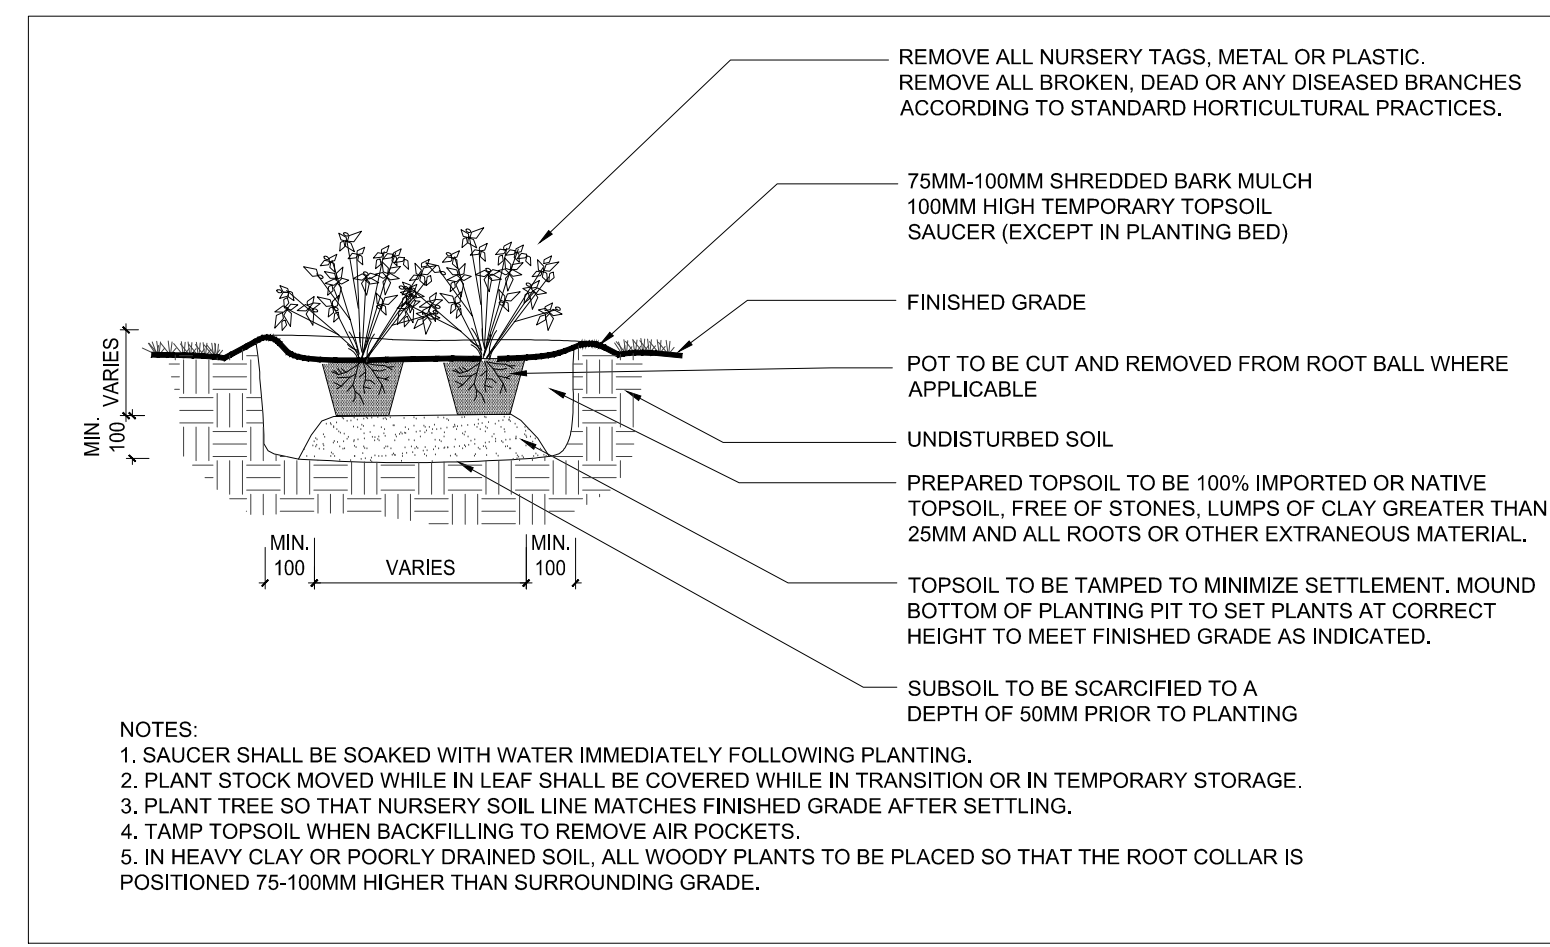 REMOVE ALL NURSERY TAGS, METAL OR PLASTIC.
REMOVE ALL BROKEN, DEAD OR ANY DISEASED BRANCHES
ACCORDING TO STANDARD HORTICULTURAL PRACTICES.
75MM-100MM SHREDDED BARK MULCH
100MM HIGH TEMPORARY TOPSOIL
SAUCER (EXCEPT IN PLANTING BED)
FINISHED GRADE
POT TO BE CUT AND REMOVED FROM ROOT BALL WHERE
APPLICABLE
UNDISTURBED SOIL
PREPARED TOPSOIL TO BE 100% IMPORTED OR NATIVE
TOPSOIL, FREE OF STONES, LUMPS OF CLAY GREATER THAN
25MM AND ALL ROOTS OR OTHER EXTRANEOUS MATERIAL.
TOPSOIL TO BE TAMPED TO MINIMIZE SETTLEMENT. MOUND
BOTTOM OF PLANTING PIT TO SET PLANTS AT CORRECT
HEIGHT TO MEET FINISHED GRADE AS INDICATED.
SUBSOIL TO BE SCARCIFIED TO A
DEPTH OF 50MM PRIOR TO PLANTING
VARIES
MIN.
100
MIN.
100
VARIES
MIN.
100
NOTES:
1. SAUCER SHALL BE SOAKED WITH WATER IMMEDIATELY FOLLOWING PLANTING.
2. PLANT STOCK MOVED WHILE IN LEAF SHALL BE COVERED WHILE IN TRANSITION OR IN TEMPORARY STORAGE.
3. PLANT TREE SO THAT NURSERY SOIL LINE MATCHES FINISHED GRADE AFTER SETTLING.
4. TAMP TOPSOIL WHEN BACKFILLING TO REMOVE AIR POCKETS.
5. IN HEAVY CLAY OR POORLY DRAINED SOIL, ALL WOODY PLANTS TO BE PLACED SO THAT THE ROOT COLLAR IS
POSITIONED 75-100MM HIGHER THAN SURROUNDING GRADE.